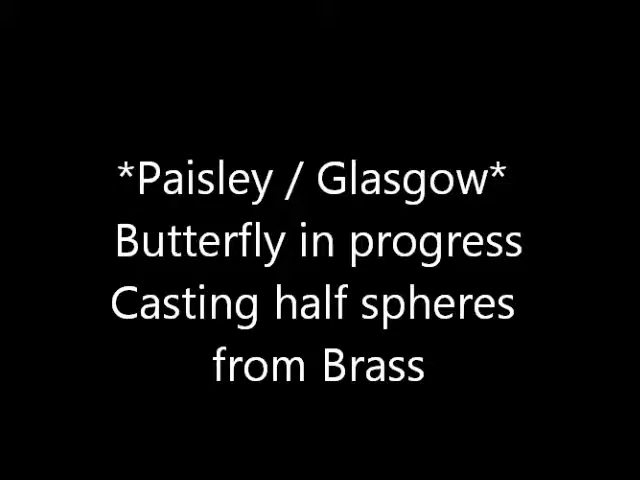 *Paisley / Glasgow*
Butterfly in progress
Casting half spheres
from Brass